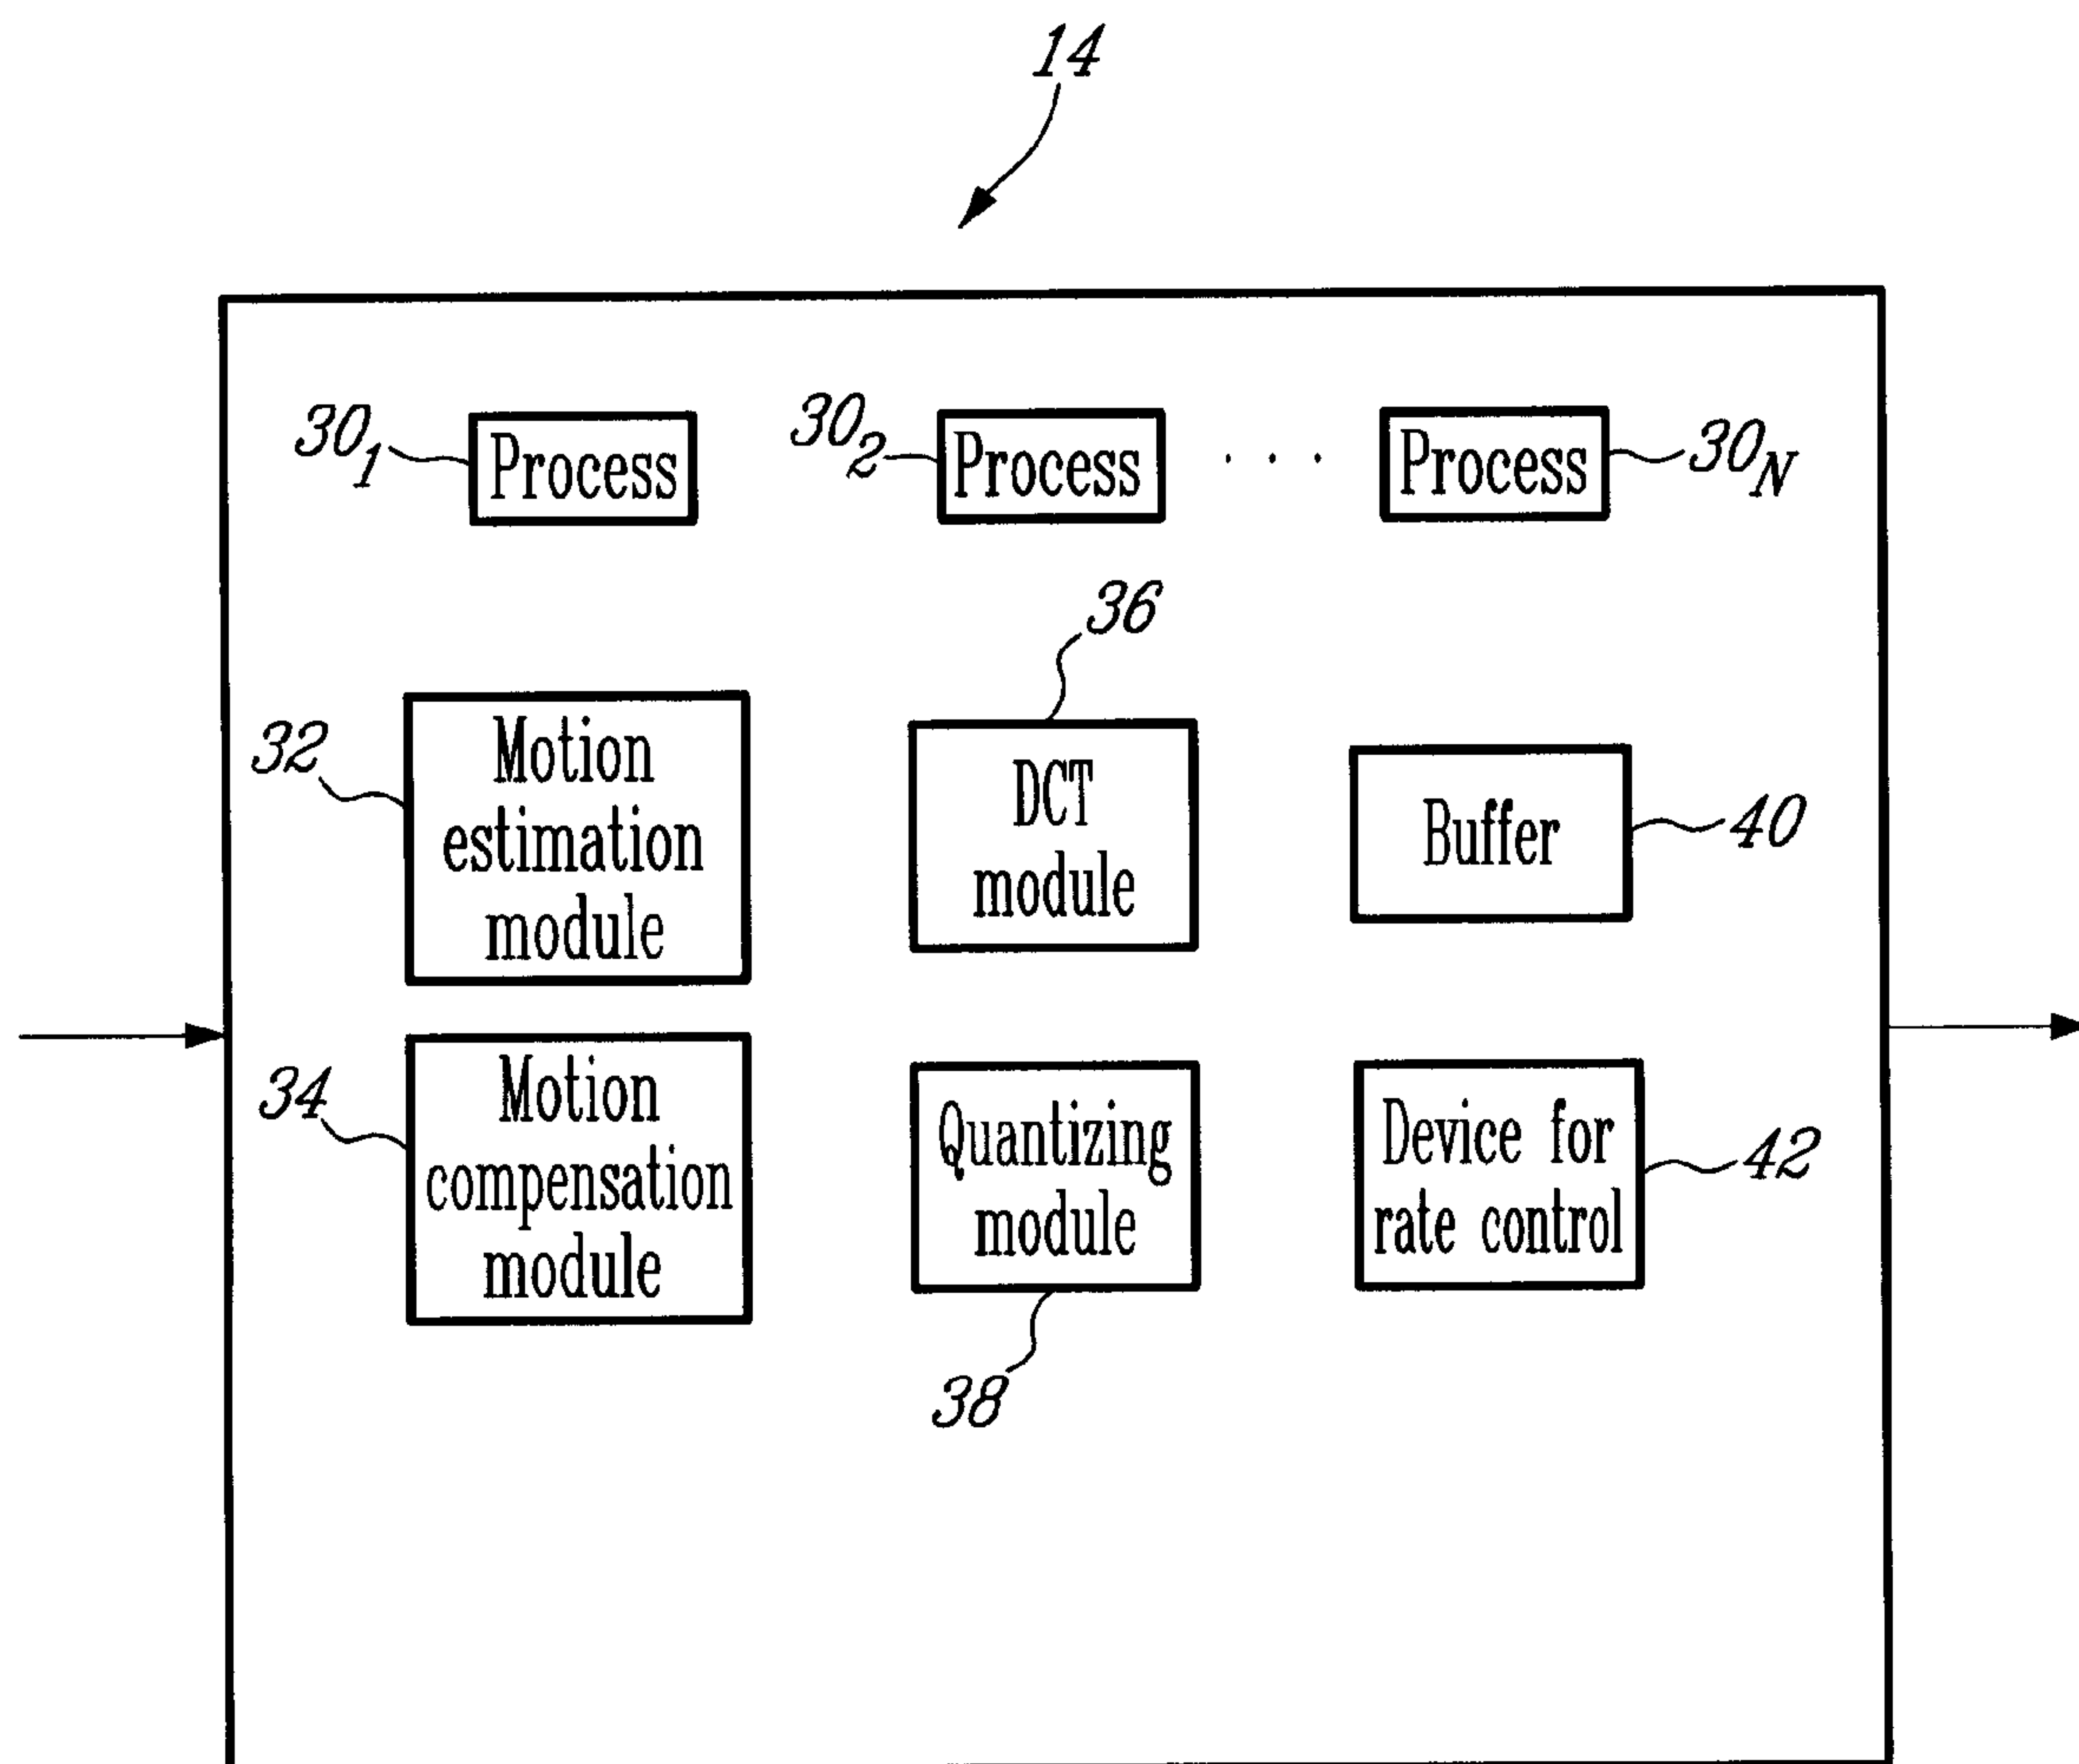 14
30₁ Process 30₂ Process . . . Process 30N
36
32 Motion estimation module
DCT module
Buffer 40
34 Motion compensation module
Quantizing module
Device for rate control 42
38